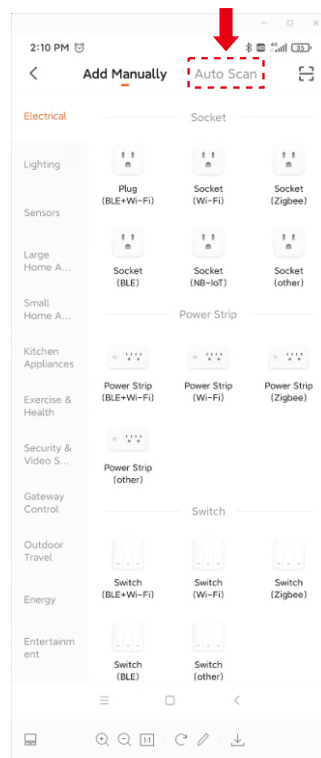 2:10 PM
33
Add Manually Auto Scan
Electrical
Socket
Lighting
Plug
(BLE+Wi-Fi)
Socket
(Wi-Fi)
Socket
(Zigbee)
Sensors
Large
Home A...
Socket
(BLE)
Socket
(NB-IoT)
Socket
(other)
Small
Home A...
Power Strip
Kitchen
Appliances
Power Strip
(BLE+Wi-Fi)
Power Strip
(Wi-Fi)
Power Strip
(Zigbee)
Exercise &
Health
Security &
Video S...
Power Strip
(other)
Gateway
Control
Switch
Outdoor
Travel
Switch
(BLE+Wi-Fi)
Switch
(Wi-Fi)
Switch
(Zigbee)
Energy
Entertainm
ent
Switch
(BLE)
Switch
(other)
1:1